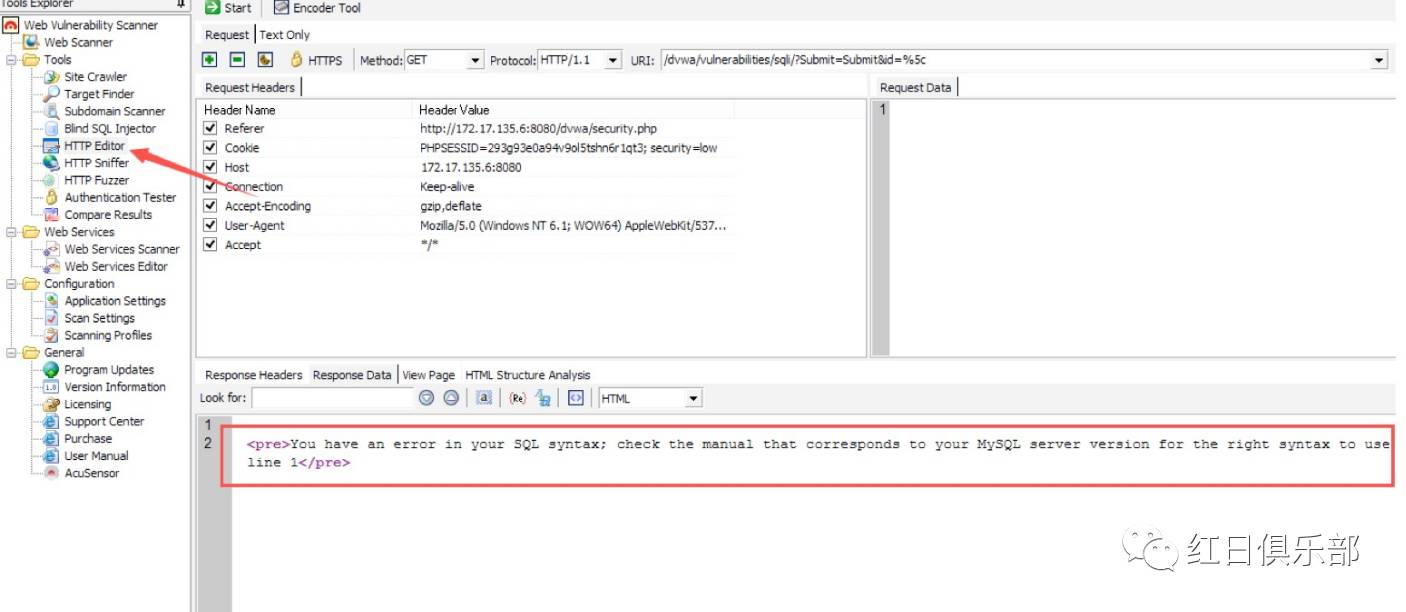 Tools Explorer
Web Vulnerability Scanner
Web Scanner
Tools
Site Crawler
Target Finder
Subdomain Scanner
Blind SQL Injector
HTTP Editor
HTTP Sniffer
HTTP Fuzzer
Authentication Tester
Compare Results
Web Services
Web Services Scanner
Web Services Editor
Configuration
Application Settings
Scan Settings
Scanning Profiles
General
Program Updates
1.0 Version Information
Licensing
Support Center
Purchase
User Manual
AcuSensor
Start Encoder Tool
Request Text Only
HTTPS Method: GET Protocol: HTTP/1.1 URI: /dvwa/vulnerabilities/sqli/?Submit=Submit&id=%5c
Request Headers
Header Name Header Value
Referer http://172.17.135.6:8080/dvwa/security.php
Cookie PHPSESSID=293g93e0a94v9ol5tshn6r1qt3; security=low
Host 172.17.135.6:8080
Connection Keep-alive
Accept-Encoding gzip,deflate
User-Agent Mozilla/5.0 (Windows NT 6.1; WOW64) AppleWebKit/537...
Accept */*
Request Data
1
Response Headers Response Data View Page HTML Structure Analysis
Look for: a (Re) HTML
1
2 <pre>You have an error in your SQL syntax; check the manual that corresponds to your MySQL server version for the right syntax to use
line 1</pre>
红日俱乐部